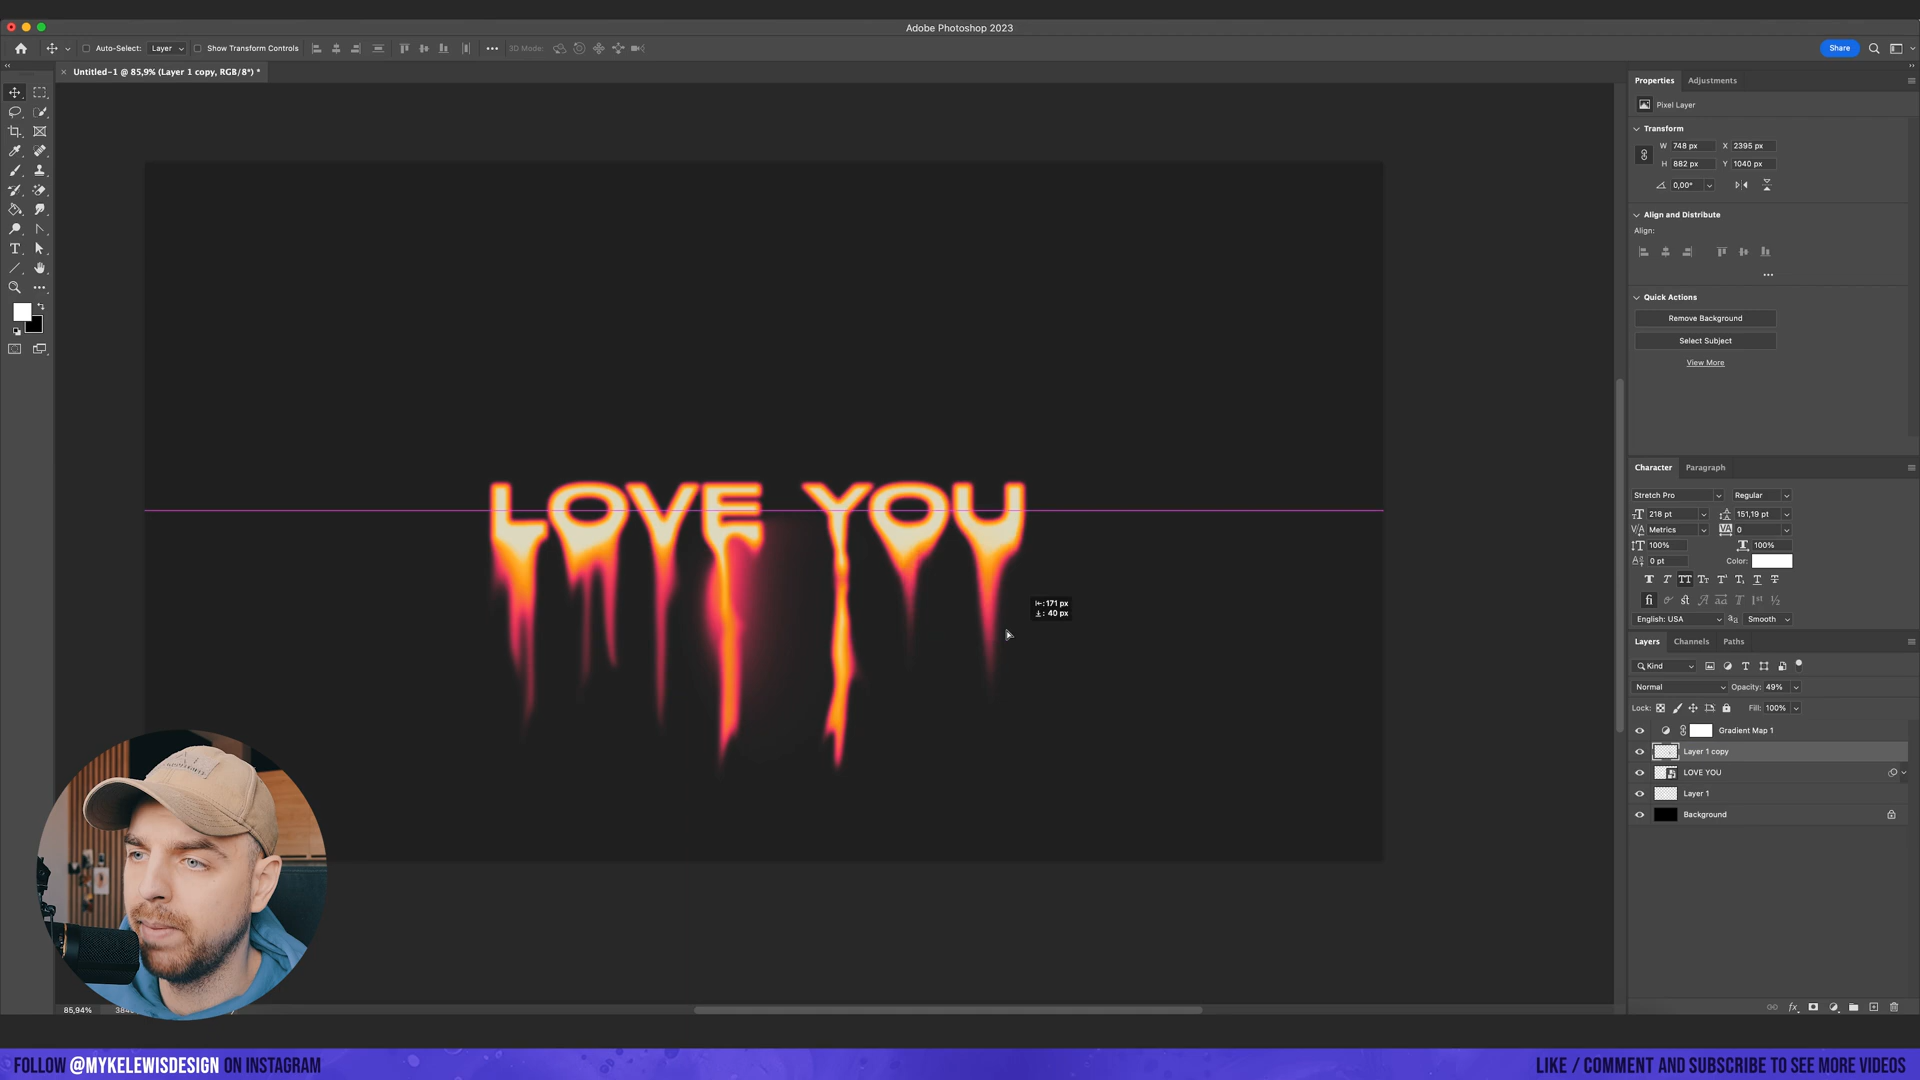 Adobe Photoshop 2023
Auto-Select: Layer Show Transform Controls 3D Mode: Share
Untitled-1 @ 85,9% (Layer 1 copy, RGB/8*) *
Properties Adjustments
Pixel Layer
Transform
W 748 px X 2395 px
H 882 px Y 1040 px
0,00°
Align and Distribute
Align:
Quick Actions
Remove Background
Select Subject
View More
LOVE YOU
171 px
40 px
Character Paragraph
Stretch Pro Regular
218 pt 151,19 pt
Metrics 0
100% 100%
0 pt Color:
English: USA Smooth
Layers Channels Paths
Kind
Normal Opacity: 49%
Lock: Fill: 100%
Gradient Map 1
Layer 1 copy
LOVE YOU
Layer 1
Background
85,94%
FOLLOW @MYKELEWISDESIGN ON INSTAGRAM
LIKE / COMMENT AND SUBSCRIBE TO SEE MORE VIDEOS